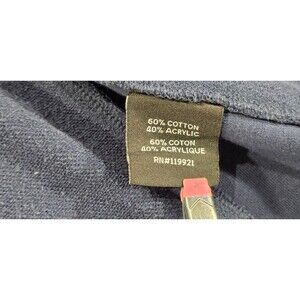 60% COTTON
40% ACRYLIC
60% COTON
40% ACRYLIQUE
RN#119921